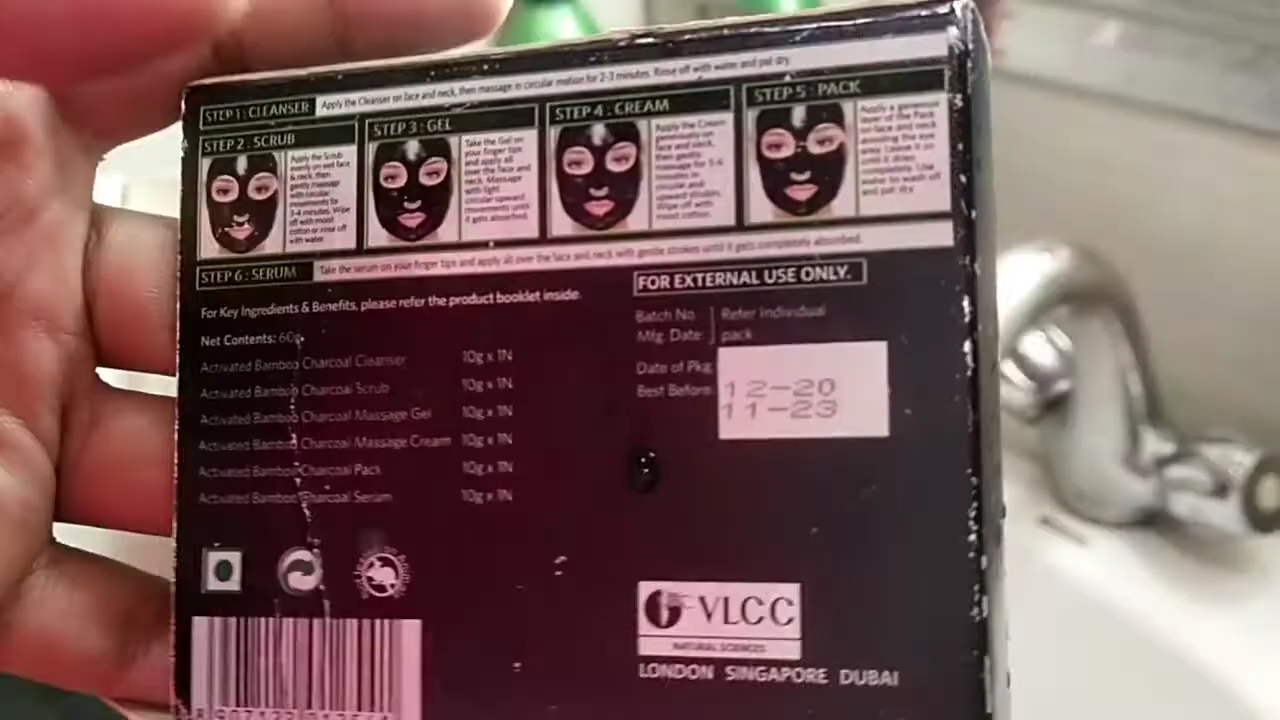 STEP 1 : CLEANSER Apply the Cleanser on face and neck, then massage in circular motion for 2-3 minutes. Rinse off with water and pat dry.
STEP 2 . SCRUB
Apply the Scrub
evenly on wet face
& neck, then
gently massage
with circular
movements for
3-4 minutes. Wipe
off with moist
cotton or rinse off
with water.
STEP 3 : GEL
Take the Gel on
your finger tips
and apply all
over the face and
neck. Massage
with light
circular upward
movements until
it gets absorbed.
STEP 4 : CREAM
Apply the Cream
generously on
face and neck,
then gently
massage for 5-6
minutes in
circular and
upward strokes.
Wipe off with
moist cotton.
STEP 5 : PACK
Apply a generous
layer of the Pack
on face and neck
avoiding the eye
area. Leave it on
until it dries
completely. Use
water to wash off
and pat dry.
STEP 6 : SERUM Take the serum on your finger tips and apply all over the face and neck with gentle strokes until it gets completely absorbed.
For Key Ingredients & Benefits, please refer the product booklet inside.
Net Contents: 60g
Activated Bamboo Charcoal Cleanser 10g x 1N
Activated Bamboo Charcoal Scrub 10g x 1N
Activated Bamboo Charcoal Massage Gel 10g x 1N
Activated Bamboo Charcoal Massage Cream 10g x 1N
Activated Bamboo Charcoal Pack 10g x 1N
Activated Bamboo Charcoal Serum 10g x 1N
FOR EXTERNAL USE ONLY.
Batch No Refer Individual
Mfg. Date: pack
Date of Pkg 12-20
Best Before 11-23
VLCC
NATURAL SCIENCES
LONDON SINGAPORE DUBAI